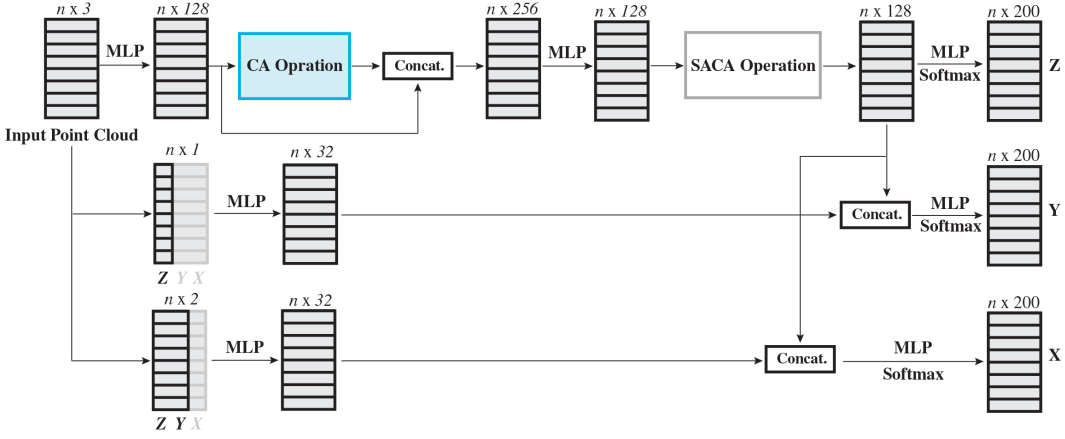 n x 3
n x 128
n x 256
n x 128
n x 128
n x 200
MLP
CA Opration
Concat.
MLP
SACA Operation
MLP
Softmax
Z
Input Point Cloud
n x 1
n x 32
n x 200
MLP
Concat.
MLP
Softmax
Y
Z Y X
n x 2
n x 32
n x 200
MLP
Concat.
MLP
Softmax
X
Z Y X